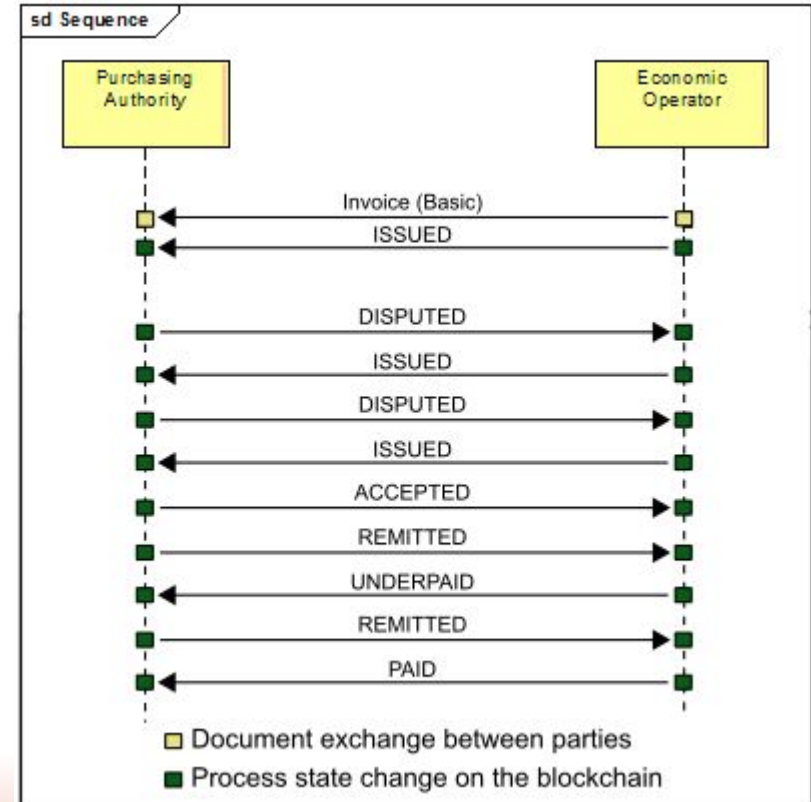 sd Sequence
Purchasing
Authority
Economic
Operator
Invoice (Basic)
ISSUED
DISPUTED
ISSUED
DISPUTED
ISSUED
ACCEPTED
REMITTED
UNDERPAID
REMITTED
PAID
Document exchange between parties
Process state change on the blockchain